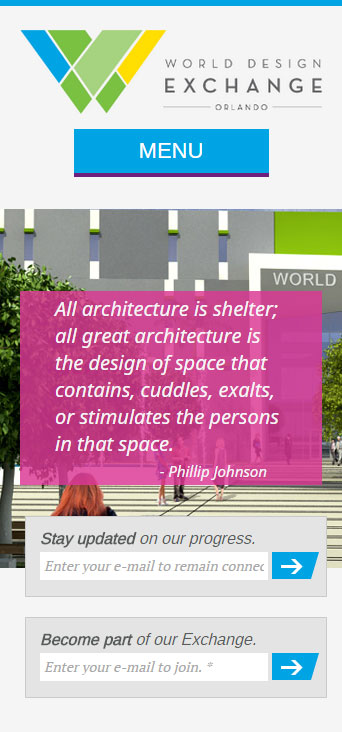 WORLD DESIGN
EXCHANGE
ORLANDO
MENU
WORLD
All architecture is shelter;
all great architecture is
the design of space that
contains, cuddles, exalts,
or stimulates the persons
in that space.
- Phillip Johnson
Stay updated on our progress.
Enter your e-mail to remain connec
Become part of our Exchange.
Enter your e-mail to join. *